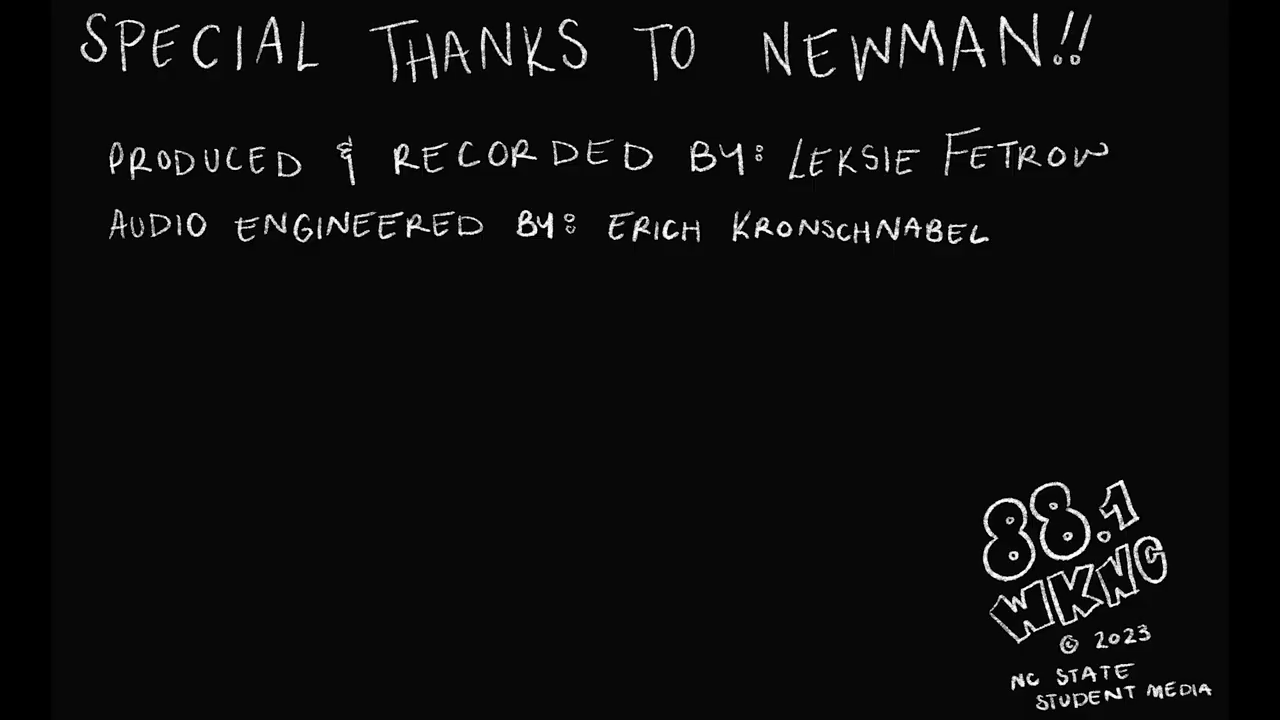 SPECIAL THANKS TO NEWMAN!!
PRODUCED & RECORDED BY: LEKSIE FETROW
AUDIO ENGINEERED BY: ERICH KRONSCHNABEL
88.1
WKNC
© 2023
NC STATE
STUDENT MEDIA